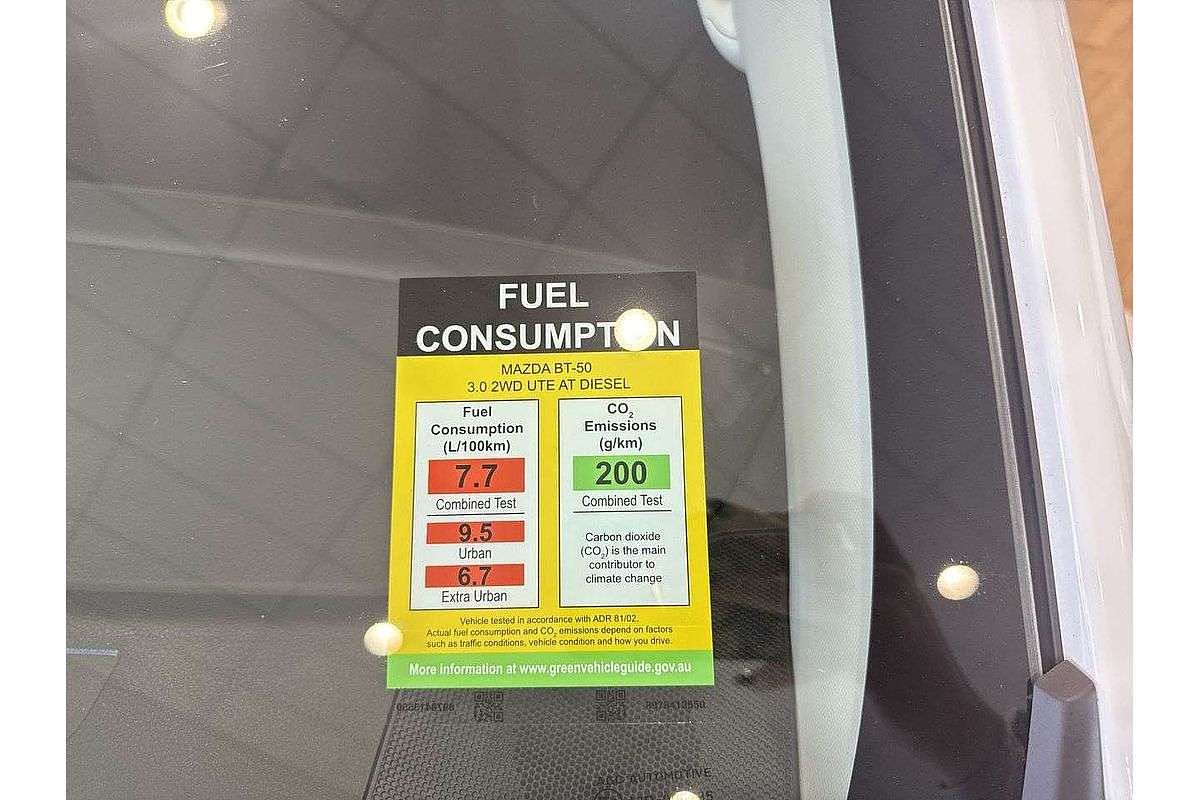 FUEL
CONSUMPTION
MAZDA BT-50
3.0 2WD UTE AT DIESEL
Fuel
Consumption
(L/100km)
7.7
Combined Test
9.5
Urban
6.7
Extra Urban
CO2
Emissions
(g/km)
200
Combined Test
Carbon dioxide
(CO2) is the main
contributor to
climate change
Vehicle tested in accordance with ADR 81/02.
Actual fuel consumption and CO2 emissions depend on factors
such as traffic conditions, vehicle condition and how you drive.
More information at www.greenvehicleguide.gov.au
AUTOMOTIVE